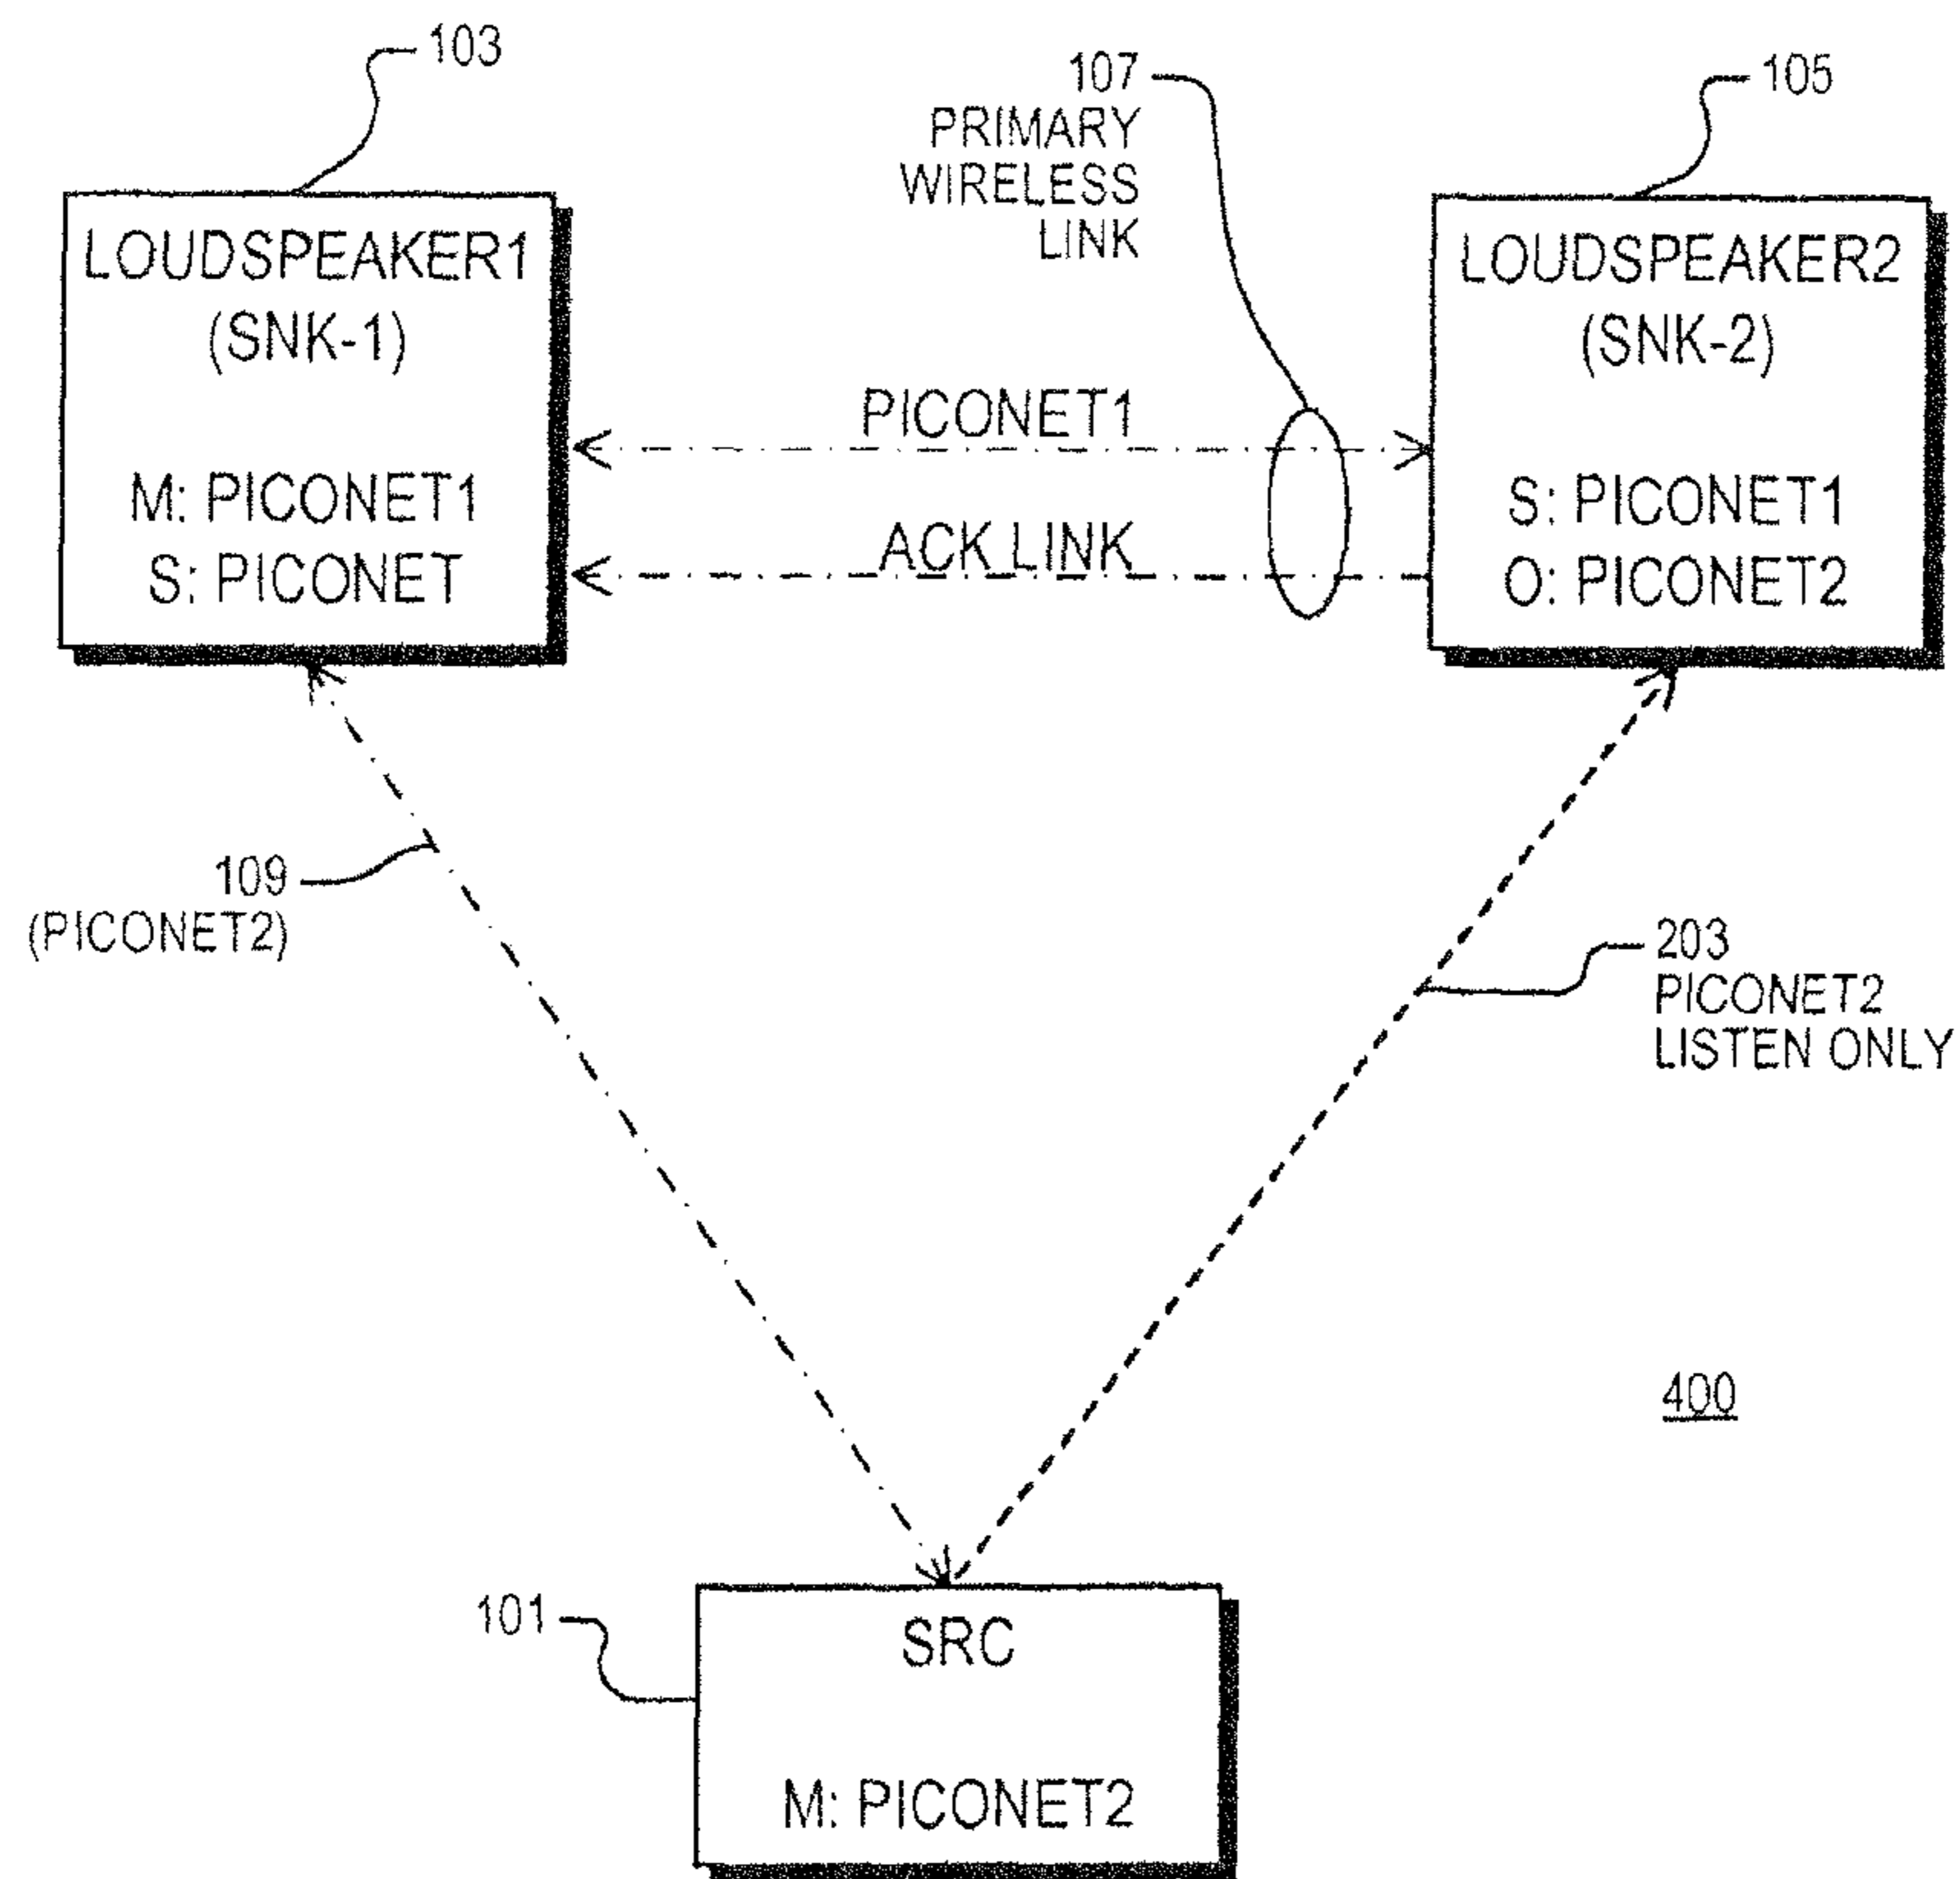 103
107
PRIMARY
WIRELESS
LINK
105
LOUDSPEAKER1
(SNK-1)
M: PICONET1
S: PICONET
PICONET1
ACK LINK
LOUDSPEAKER2
(SNK-2)
S: PICONET1
O: PICONET2
109
(PICONET2)
203
PICONET2
LISTEN ONLY
400
101
SRC
M: PICONET2